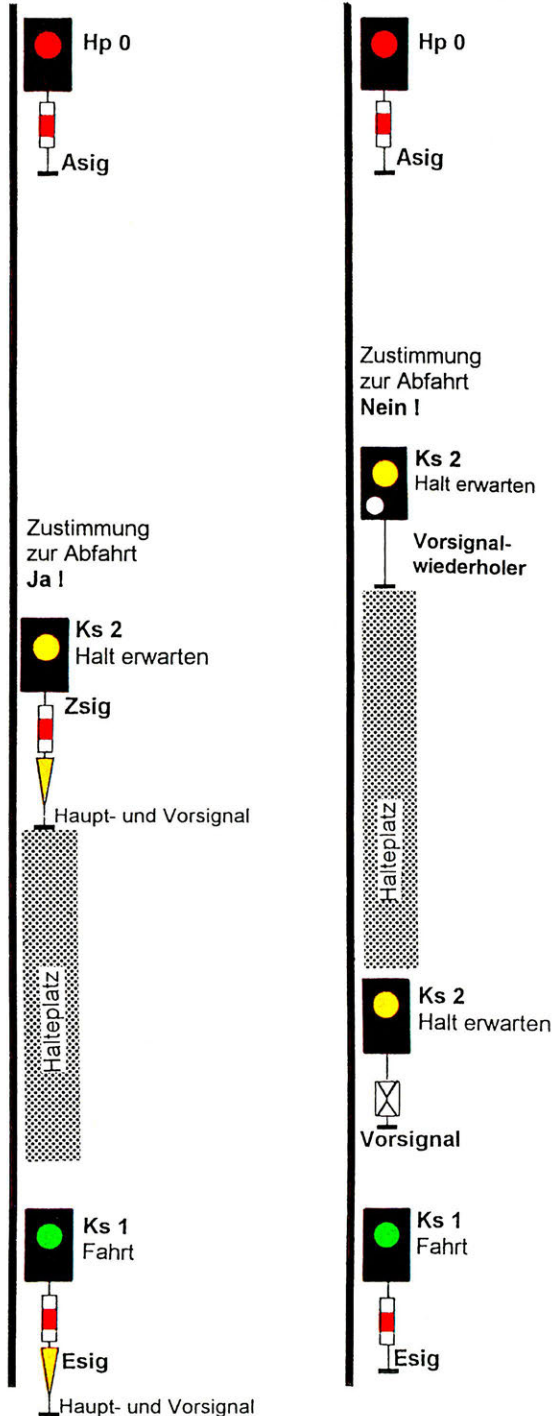 Hp 0
Asig
Zustimmung
zur Abfahrt
Ja !
Ks 2
Halt erwarten
Zsig
Haupt- und Vorsignal
Halteplatz
Ks 1
Fahrt
Esig
Haupt- und Vorsignal
Hp 0
Asig
Zustimmung
zur Abfahrt
Nein !
Ks 2
Halt erwarten
Vorsignal-
wiederholer
Halteplatz
Ks 2
Halt erwarten
Vorsignal
Ks 1
Fahrt
Esig